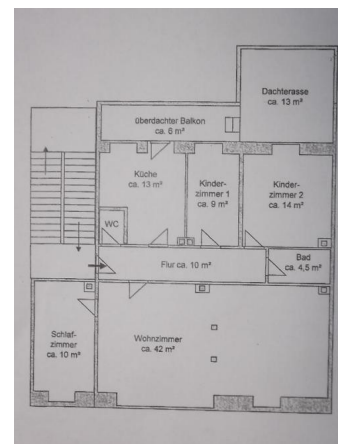 Dachterasse
ca. 13 m²
überdachter Balkon
ca. 6 m²
Küche
ca. 13 m²
Kinder-
zimmer 1
ca. 9 m²
Kinder-
zimmer 2
ca. 14 m²
WC
Flur ca. 10 m²
Bad
ca. 4,5 m²
Schlaf-
zimmer
ca. 10 m²
Wohnzimmer
ca. 42 m²